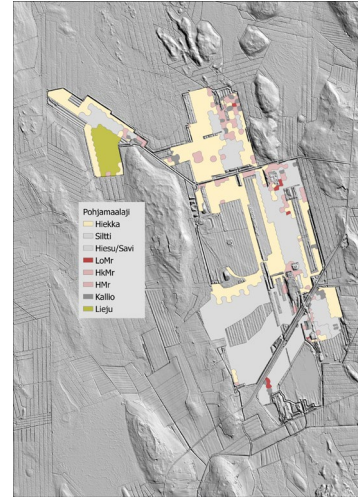 Pohjamaalaji
Hiekka
Siltti
Hiesu/Savi
LoMr
HkMr
HMr
Kallio
Lieju